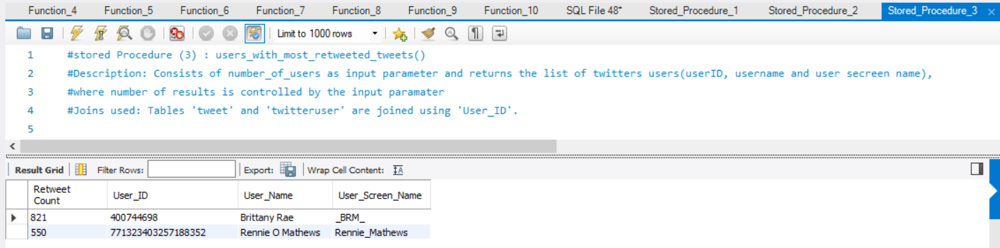 Function_4 Function_5 Function_6 Function_7 Function_8 Function_9 Function_10 SQL File 48* Stored_Procedure_1 Stored_Procedure_2 Stored_Procedure_3
Limit to 1000 rows
1 #stored Procedure (3) : users_with_most_retweeted_tweets()
2 #Description: Consists of number_of_users as input parameter and returns the list of twitters users(userID, username and user secreen name),
3 #where number of results is controlled by the input paramater
4 #Joins used: Tables 'tweet' and 'twitteruser' are joined using 'User_ID'.
5
Result Grid Filter Rows: Export: Wrap Cell Content: IA
Retweet Count User_ID User_Name User_Screen_Name
821 400744698 Brittany Rae _BRM_
550 771323403257188352 Rennie O Mathews Rennie_Mathews